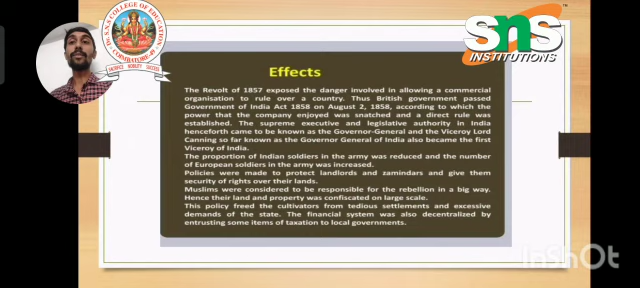 Dr. S.N.S COLLEGE OF EDUCATION
COIMBATORE-49
SACRIFICE NOBILITY SUCCESS
SNS
INSTITUTIONS
TM
Effects
The Revolt of 1857 exposed the danger involved in allowing a commercial
organisation to rule over a country. Thus British government passed
Government of India Act 1858 on August 2, 1858, according to which the
power that the company enjoyed was snatched and a direct rule was
established. The supreme executive and legislative authority in India
henceforth came to be known as the Governor-General and the Viceroy Lord
Canning so far known as the Governor General of India also became the first
Viceroy of India.
The proportion of Indian soldiers in the army was reduced and the number
of European soldiers in the army was increased.
Policies were made to protect landlords and zamindars and give them
security of rights over their lands.
Muslims were considered to be responsible for the rebellion in a big way.
Hence their land and property was confiscated on large scale.
This policy freed the cultivators from tedious settlements and excessive
demands of the state. The financial system was also decentralized by
entrusting some items of taxation to local governments.
InShOt